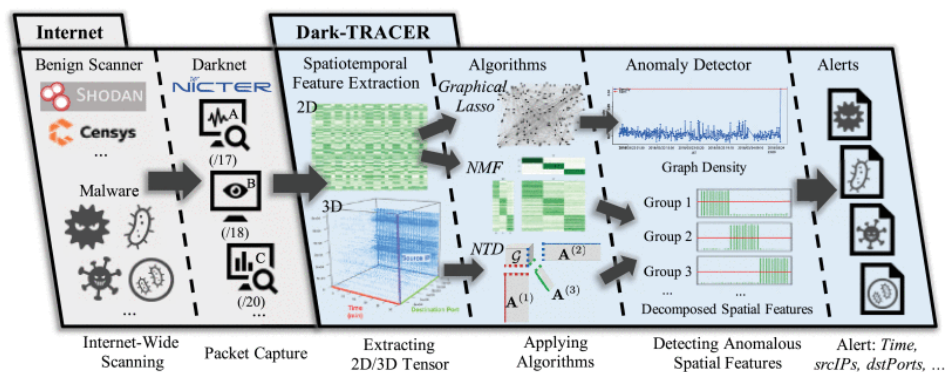 Internet
Dark-TRACER
Benign Scanner
SHODAN
Censys
...
Malware
...
Darknet
NICTER
A
(/17)
B
(/18)
C
(/20)
...
Spatiotemporal
Feature Extraction
2D
3D
Source IP
Time
(min)
Destination Port
Algorithms
Graphical
Lasso
NMF
NTD
G
A(2)
A(1)
A(3)
Anomaly Detector
Graph Density
Group 1
Group 2
Group 3
...
...
Decomposed Spatial Features
Alerts
...
Internet-Wide
Scanning
Packet Capture
Extracting
2D/3D Tensor
Applying
Algorithms
Detecting Anomalous
Spatial Features
Alert: Time,
srcIPs, dstPorts, ...